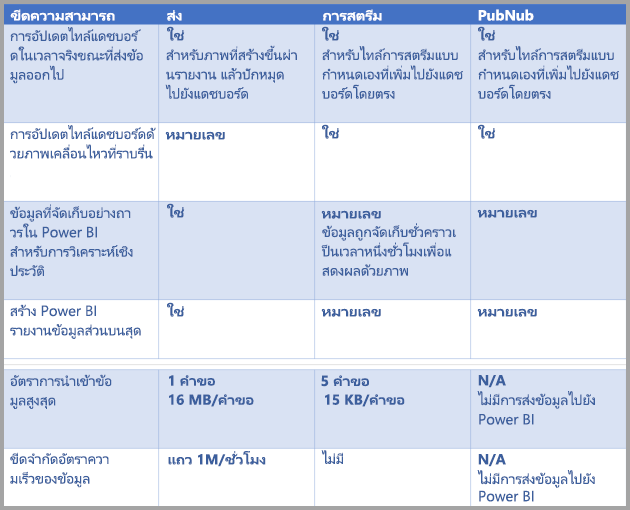 ขีดความสามารถ
ส่ง
การสตรีม
PubNub
การอัปเดตไทล์แดชบอร์
ดในเวลาจริงขณะที่ส่งข้อ
มูลออกไป
ใช่
สำหรับภาพที่สร้างขึ้นผ่า
นรายงาน แล้วปักหมุด
ไปยังแดชบอร์ด
ใช่
สำหรับไทล์การสตรีมแบบ
กำหนดเองที่เพิ่มไปยังแดช
บอร์ดโดยตรง
ใช่
สำหรับไทล์การสตรีมแบบ
กำหนดเองที่เพิ่มไปยังแดช
บอร์ดโดยตรง
การอัปเดตไทล์แดชบอร์ดด้
วยภาพเคลื่อนไหวที่ราบรื่น
หมายเลข
ใช่
ใช่
ข้อมูลที่จัดเก็บอย่างถา
วรใน Power BI
สำหรับการวิเคราะห์เชิง
ประวัติ
ใช่
หมายเลข
ข้อมูลถูกจัดเก็บชั่วคราวเ
ป็นเวลาหนึ่งชั่วโมงเพื่อแ
สดงผลด้วยภาพ
หมายเลข
สร้าง Power BI
รายงานข้อมูลส่วนบนสุด
ใช่
หมายเลข
หมายเลข
อัตราการนำเข้าข้อ
มูลสูงสุด
1 คำขอ
16 MB/คำขอ
5 คำขอ
15 KB/คำขอ
N/A
ไม่มีการส่งข้อมูลไปยัง
Power BI
ขีดจำกัดอัตราควา
มเร็วของข้อมูล
แถว 1M/ชั่วโมง
ไม่มี
N/A
ไม่มีการส่งข้อมูลไปยัง
Power BI